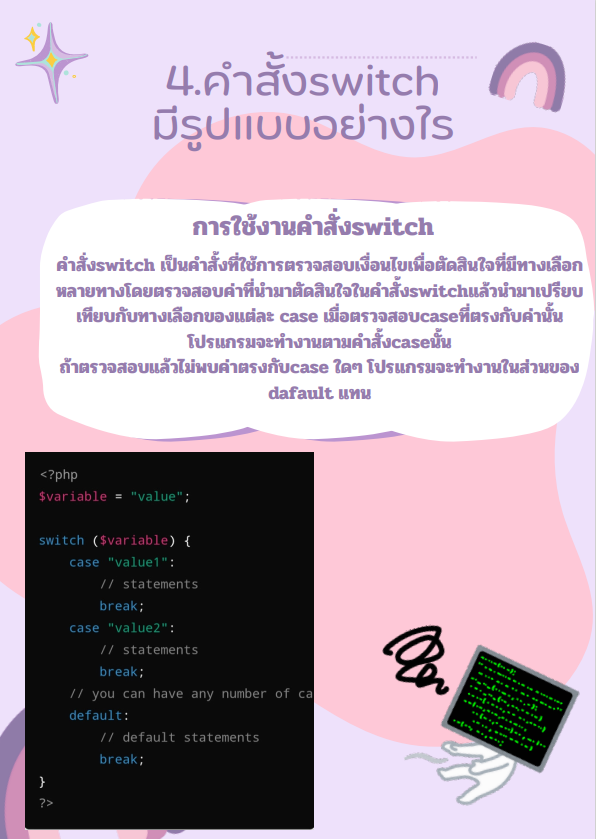 4.คำสั้งswitch
มีรูปแบบอย่างไร
การใช้งานคำสั่งswitch
คำสั่งswitch เป็นคำสั้งที่ใช้การตรวจสอบเงื่อนไขเพื่อตัดสินใจที่มีทางเลือก
หลายทางโดยตรวจสอบค่าที่นำมาตัดสินใจในคำสั้งswitchแล้วนำมาเปรียบ
เทียบกับทางเลือกของแต่ละ case เมื่อตรวจสอบcaseที่ตรงกับค่านั้น
โปรแกรมจะทำงานตามคำสั้งcaseนั้น
ถ้าตรวจสอบแล้วไม่พบค่าตรงกับcase ใดๆ โปรแกรมจะทำงานในส่วนของ
dafault แทน
<?php
$variable = "value";
switch ($variable) {
case "value1":
// statements
break;
case "value2":
// statements
break;
// you can have any number of ca
default:
// default statements
break;
}
?>